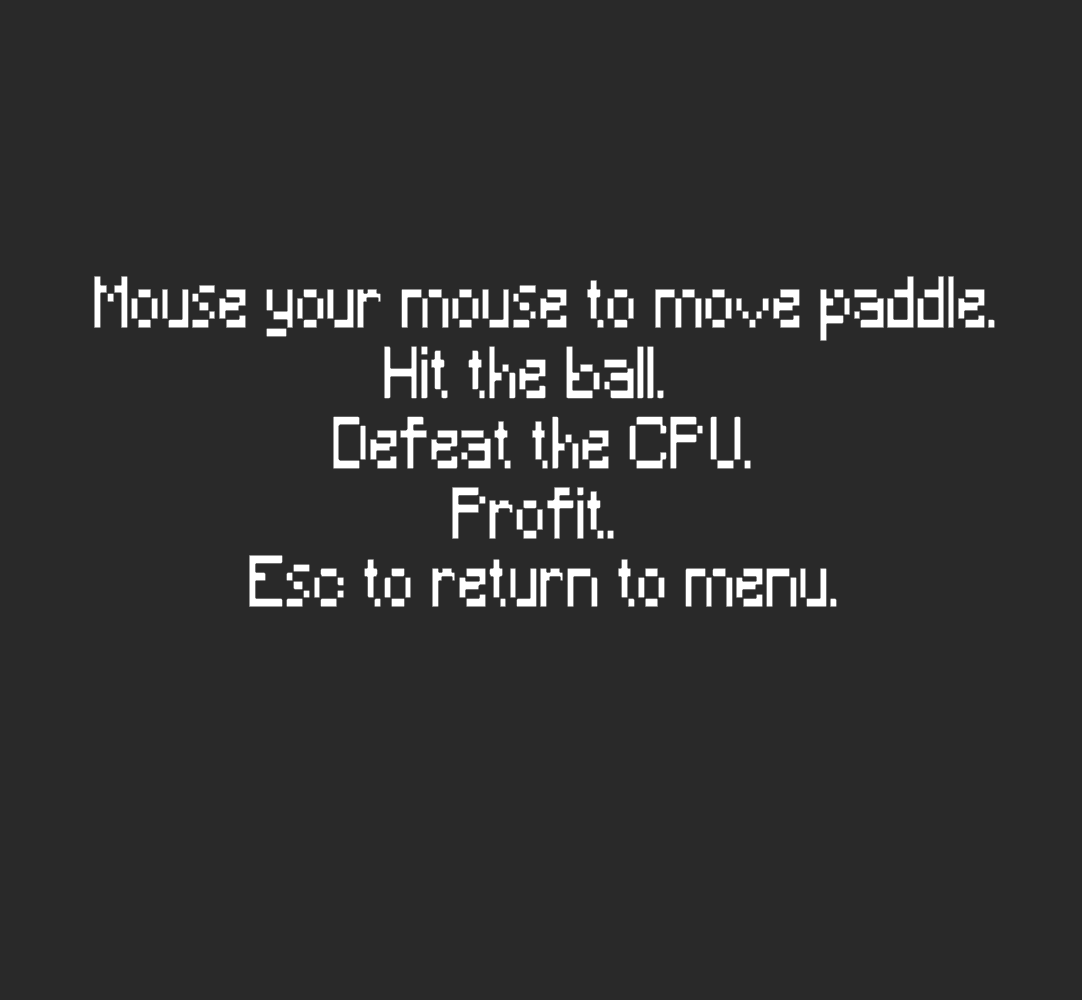 Mouse your mouse to move paddle.
Hit the ball.
Defeat the CPU.
Profit.
Esc to return to menu.